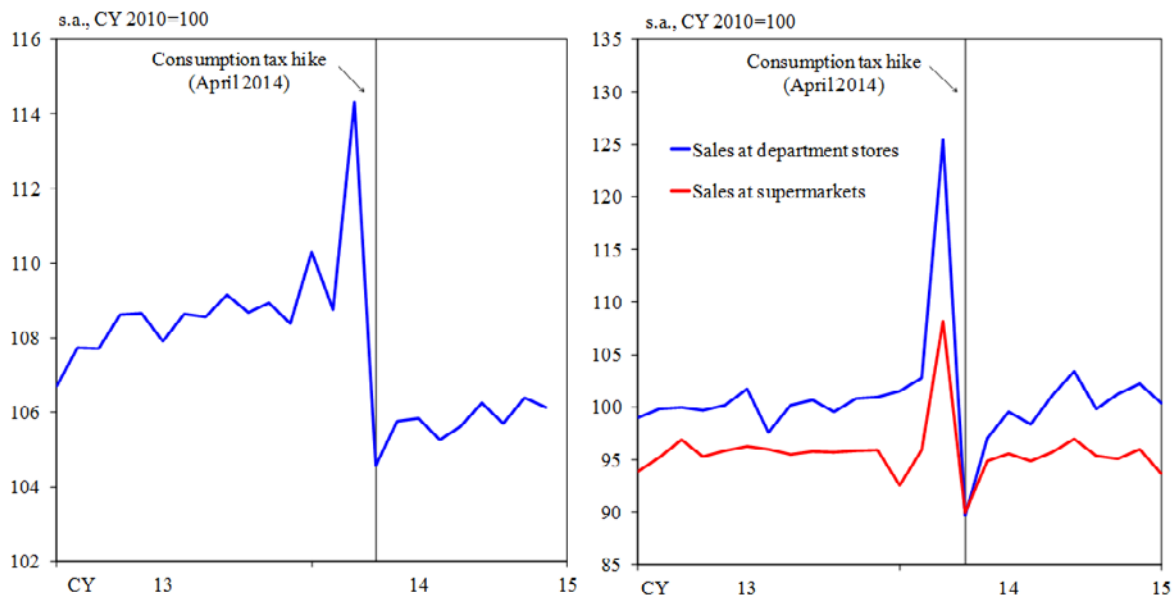 s.a., CY 2010=100
116
114
112
110
108
106
104
102
Consumption tax hike
(April 2014)
CY
13
14
15
s.a., CY 2010=100
135
130
125
120
115
110
105
100
95
90
85
Consumption tax hike
(April 2014)
Sales at department stores
Sales at supermarkets
CY
13
14
15